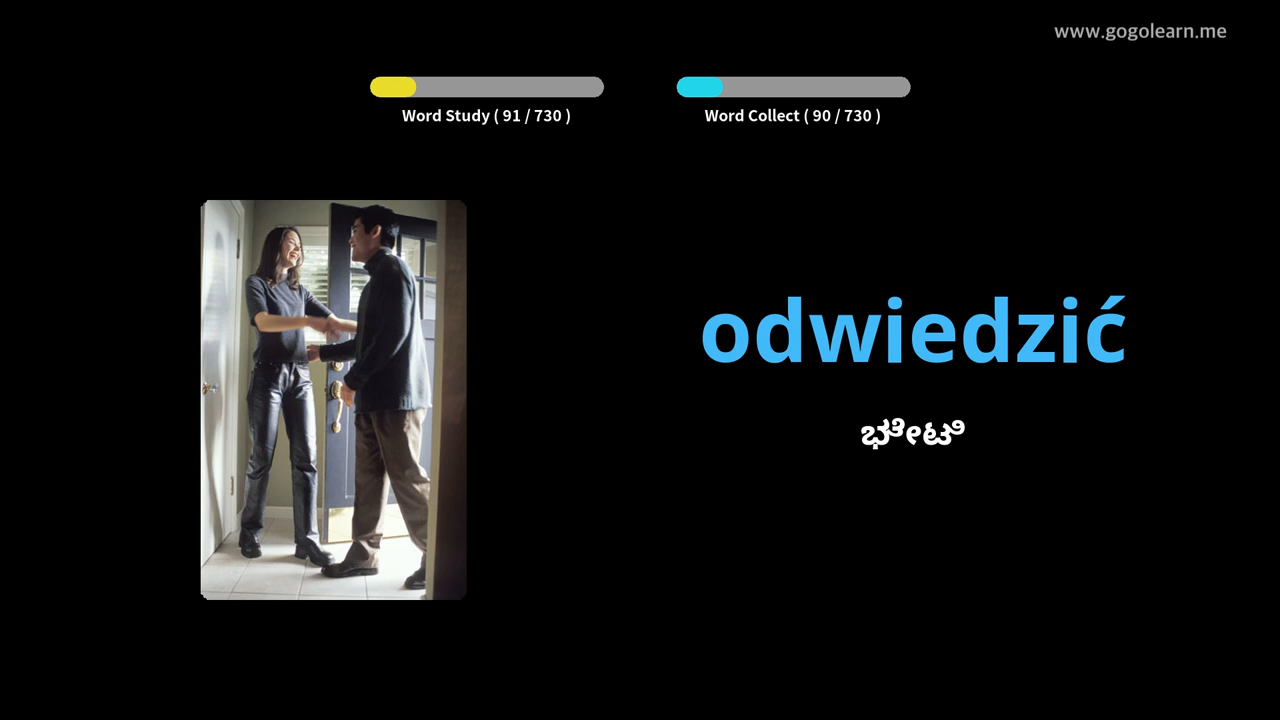 www.gogolearn.me
Word Study ( 91 / 730 )
Word Collect ( 90 / 730 )
odwiedzić
ಭೇಟಿ